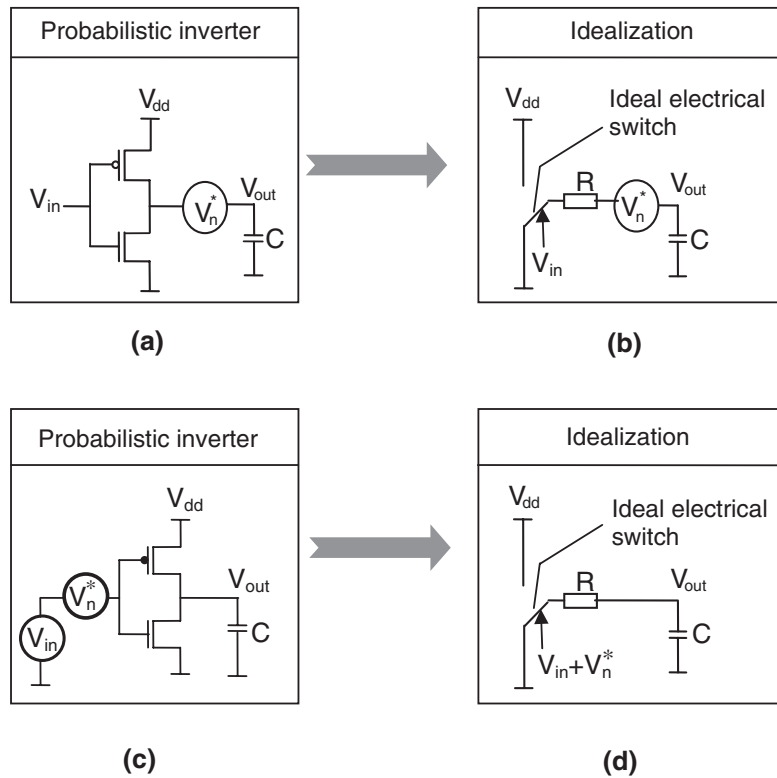 Probabilistic inverter
V_dd
V_in
V_n^*
V_out
C
(a)
Idealization
V_dd
Ideal electrical
switch
R
V_n^*
V_out
C
V_in
(b)
Probabilistic inverter
V_dd
V_n^*
V_in
V_out
C
(c)
Idealization
V_dd
Ideal electrical
switch
R
V_out
C
V_in+V_n^*
(d)